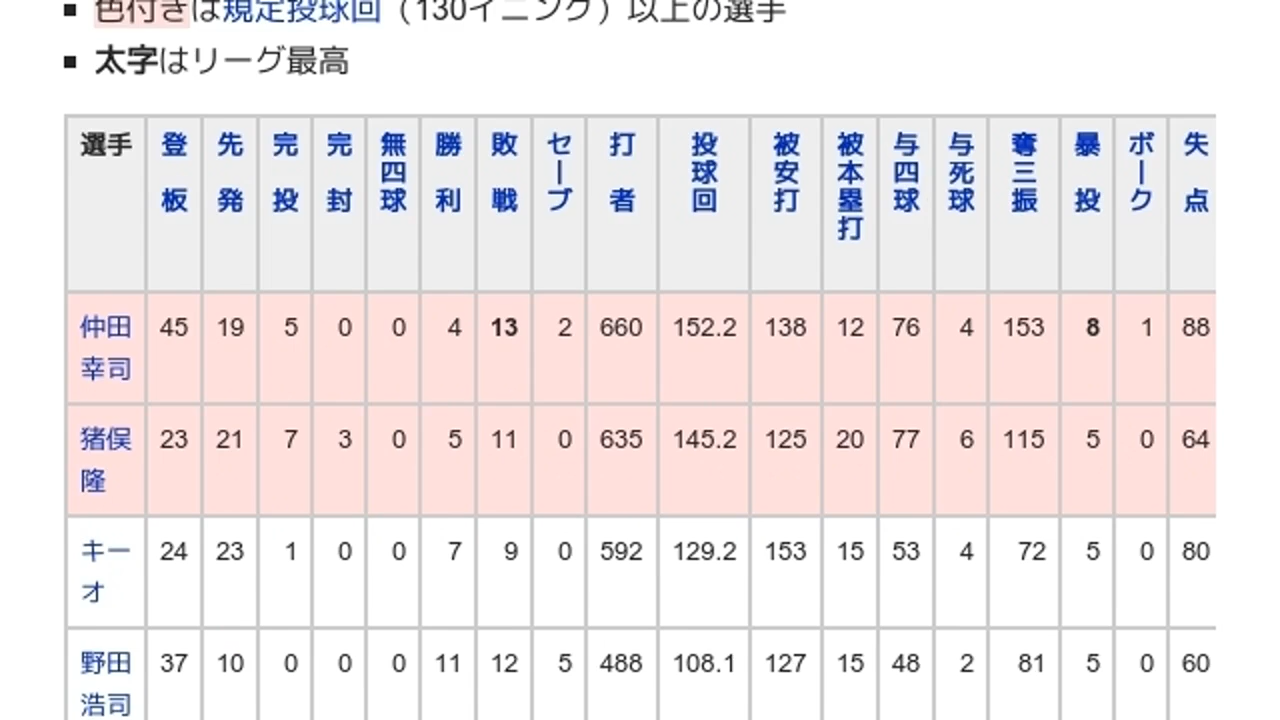 色付きは規定投球回（130イニング）以上の選手
太字はリーグ最高
選手 登板 先発 完投 完封 無四球 勝利 敗戦 セーブ 打者 投球回 被安打 被本塁打 与四球 与死球 奪三振 暴投 ボーク 失点
仲田幸司 45 19 5 0 0 4 13 2 660 152.2 138 12 76 4 153 8 1 88
猪俣隆 23 21 7 3 0 5 11 0 635 145.2 125 20 77 6 115 5 0 64
キーオ 24 23 1 0 0 7 9 0 592 129.2 153 15 53 4 72 5 0 80
野田浩司 37 10 0 0 0 11 12 5 488 108.1 127 15 48 2 81 5 0 60